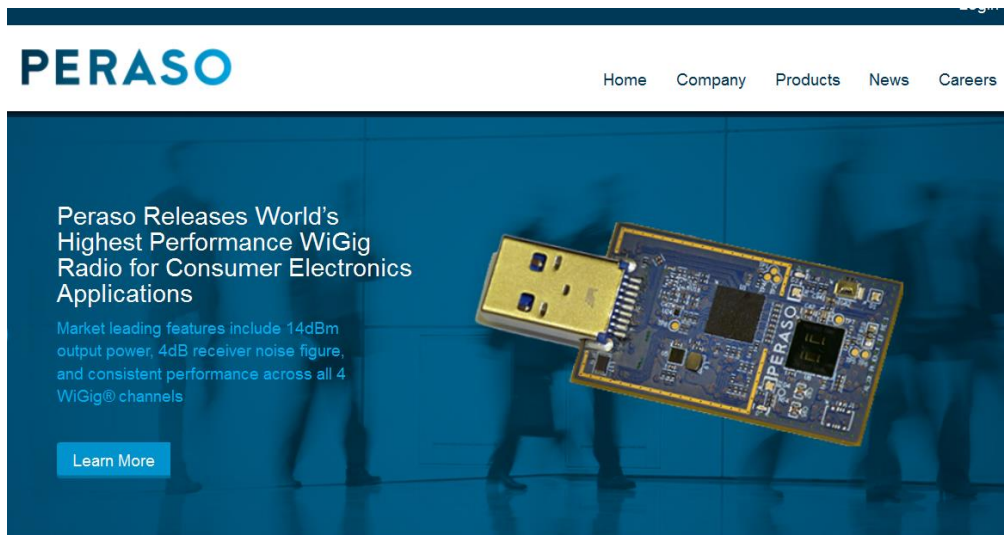 Login
PERASO
Home Company Products News Careers
Peraso Releases World's
Highest Performance WiGig
Radio for Consumer Electronics
Applications
Market leading features include 14dBm
output power, 4dB receiver noise figure,
and consistent performance across all 4
WiGig® channels
Learn More
PERASO